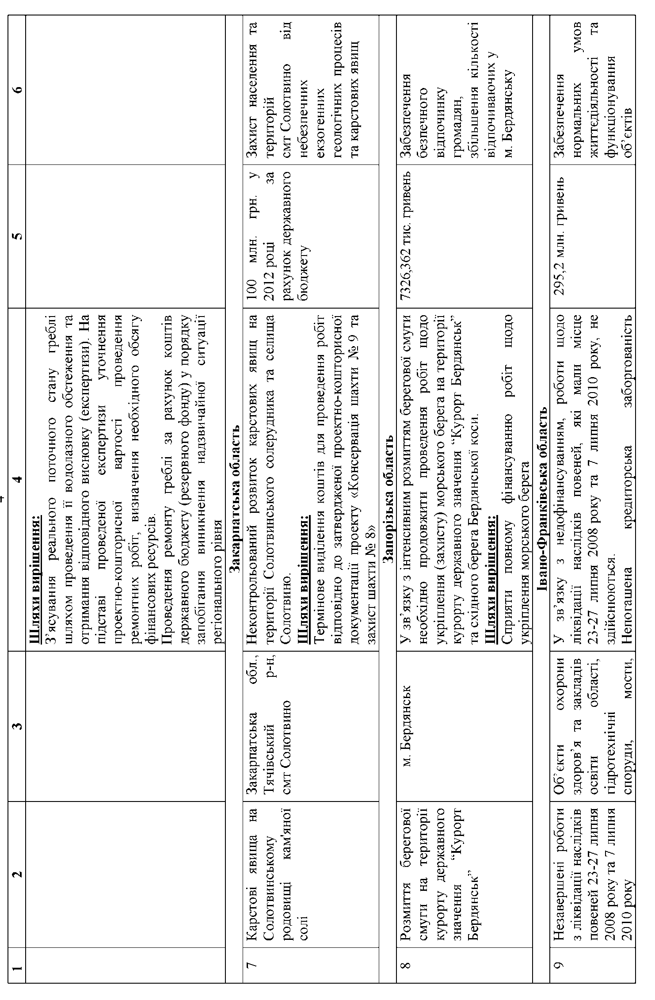 4
1 2 3 4 5 6
Шляхи вирішення:
З’ясування реального поточного стану греблі
шляхом проведення її водолазного обстеження та
отримання відповідного висновку (експертизи). На
підставі проведеної експертизи уточнення
проектно-кошторисної вартості проведення
ремонтних робіт, визначення необхідного обсягу
фінансових ресурсів.
Проведення ремонту греблі за рахунок коштів
державного бюджету (резервного фонду) у порядку
запобігання виникнення надзвичайної ситуації
регіонального рівня
Закарпатська область
7
Карстові явища на
Солотвинському
родовищі кам'яної
солі
Закарпатська обл.,
Тячівський р-н,
смт Солотвино
Неконтрольований розвиток карстових явищ на
території Солотвинського солерудника та селища
Солотвино.
Шляхи вирішення:
Термінове виділення коштів для проведення робіт
відповідно до затвердженої проектно-кошторисної
документації проекту «Консервація шахти № 9 та
захист шахти № 8»
100 млн. грн. у
2012 році за
рахунок державного
бюджету
Захист населення та
територій
смт Солотвино від
небезпечних
екзогенних
геологічних процесів
та карстових явищ
Запорізька область
8
Розмиття берегової
смуги на території
курорту державного
значення “Курорт
Бердянськ”
м. Бердянськ
У зв’язку з інтенсивним розмиттям берегової смуги
необхідно продовжити проведення робіт щодо
укріплення (захисту) морського берега на території
курорту державного значення “Курорт Бердянськ”
та східного берега Бердянської коси.
Шляхи вирішення:
Сприяти повному фінансуванню робіт щодо
укріплення морського берега
7326,362 тис. гривень
Забезпечення
безпечного
відпочинку
громадян,
збільшення кількості
відпочиваючих у
м. Бердянську
Івано-Франківська область
9
Незавершені роботи
з ліквідації наслідків
повеней 23-27 липня
2008 року та 7 липня
2010 року
Об’єкти охорони
здоров’я та закладів
освіти області,
гідротехнічні
споруди, мости,
У зв’язку з недофінансуванням, роботи щодо
ліквідації наслідків повеней, які мали місце
23-27 липня 2008 року та 7 липня 2010 року, не
здійснюються.
Непогашена кредиторська заборгованість
295,2 млн. гривень
Забезпечення
нормальних умов
життєдіяльності та
функціонування
об’єктів